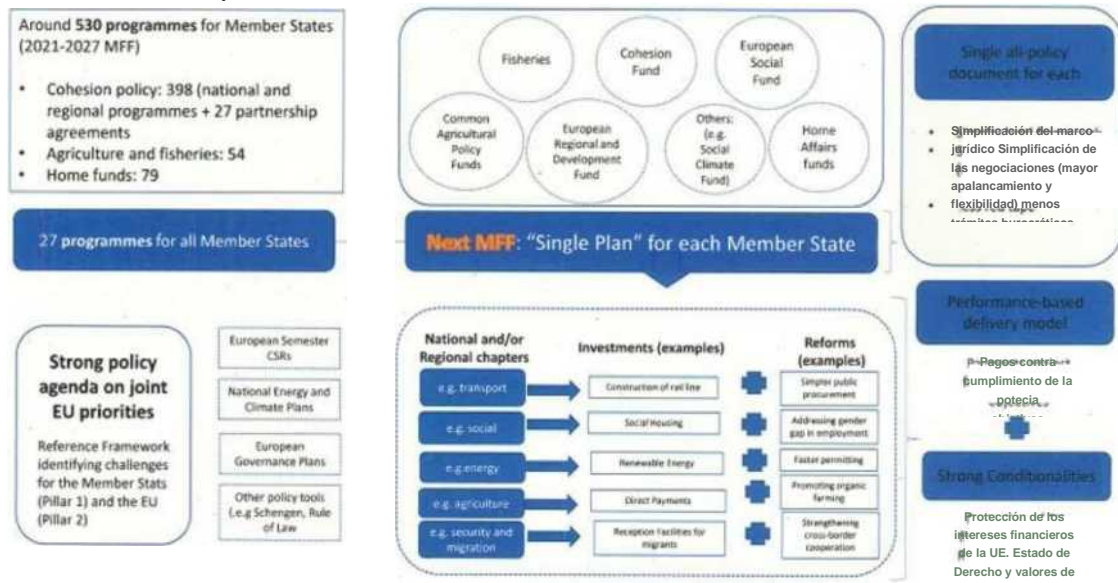 Around 530 programmes for Member States
(2021-2027 MFF)
• Cohesion policy: 398 (national and
regional programmes + 27 partnership
agreements
• Agriculture and fisheries: 54
• Home funds: 79
27 programmes for all Member States
Strong policy
agenda on joint
EU priorities
Reference Framework
identifying challenges
for the Member Stats
(Pillar 1) and the EU
(Pillar 2)
European Semester
CSRs
National Energy and
Climate Plans
European
Governance Plans
Other policy tools
(.e.g Schengen, Rule
of Law
Fisheries
Cohesion
Fund
European
Social
Fund
Common
Agricultural
Policy
Funds
European
Regional and
Development
Fund
Others:
(e.g.
Social
Climate
Fund)
Home
Affairs
funds
Next MFF: "Single Plan" for each Member State
National and/or
Regional chapters
Investments (examples)
Reforms
(examples)
e.g. transport
Construction of rail line
Simpler public
procurement
e.g. social
Social Housing
Addressing gender
gap in employment
e.g.energy
Renewable Energy
Faster permitting
e.g. agriculture
Direct Payments
Promoting organic
farming
e.g. security and
migration
Reception Facilities for
migrants
Strengthening
cross-border
cooperation
Single all-policy
document for each
• Simplificación del marco
• jurídico Simplificación de
las negociaciones (mayor
apalancamiento y
• flexibilidad) menos
trámites burocráticos
Performance-based
delivery model
Pagos contra
cumplimiento de la
potecia
Strong Conditionalities
Protección de los
intereses financieros
de la UE. Estado de
Derecho y valores de